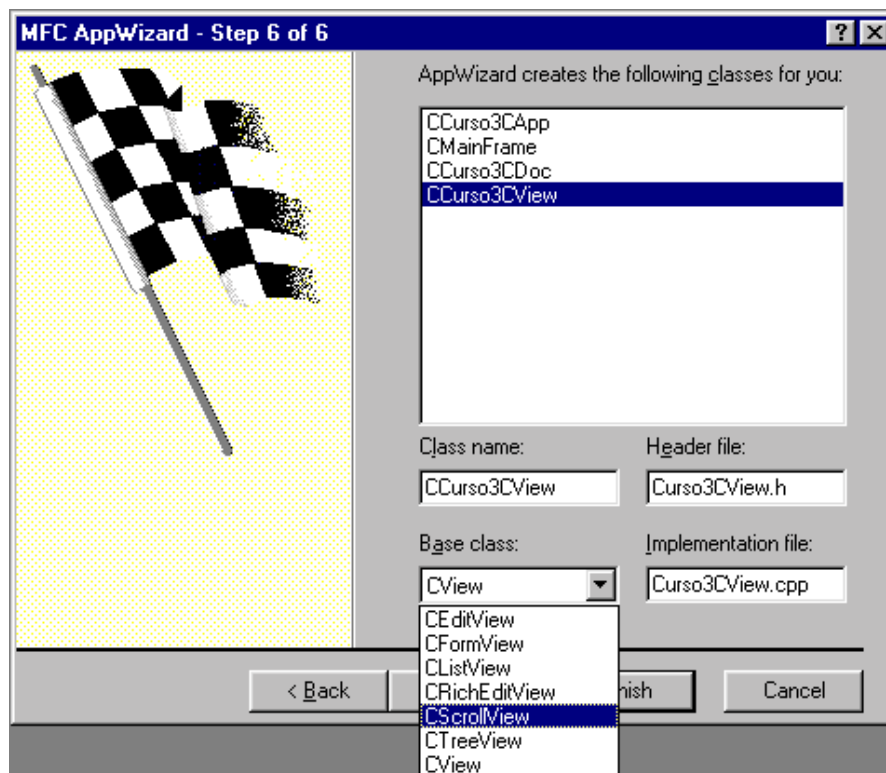 MFC AppWizard - Step 6 of 6
AppWizard creates the following classes for you:
CCurso3CApp
CMainFrame
CCurso3CDoc
CCurso3CView
Class name:
Header file:
CCurso3CView
Curso3CView.h
Base class:
Implementation file:
CView
Curso3CView.cpp
CEditView
CFormView
CListView
CRichEditView
CScrollView
CTreeView
CView
< Back
nish
Cancel